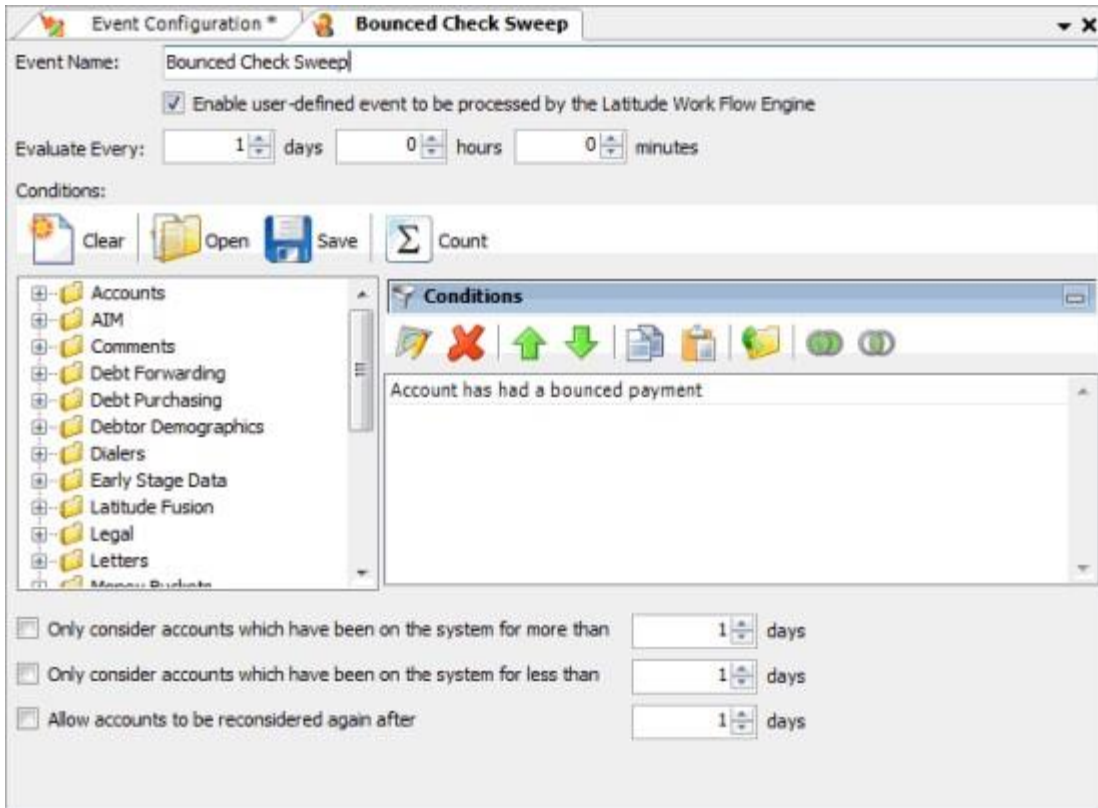 Event Configuration * Bounced Check Sweep
Event Name: Bounced Check Sweep
Enable user-defined event to be processed by the Latitude Work Flow Engine
Evaluate Every: 1 days 0 hours 0 minutes
Conditions:
Clear Open Save Σ Count
Accounts
AIM
Comments
Debt Forwarding
Debt Purchasing
Debtor Demographics
Dialers
Early Stage Data
Latitude Fusion
Legal
Letters
Money Buckets
Conditions
Account has had a bounced payment
Only consider accounts which have been on the system for more than 1 days
Only consider accounts which have been on the system for less than 1 days
Allow accounts to be reconsidered again after 1 days